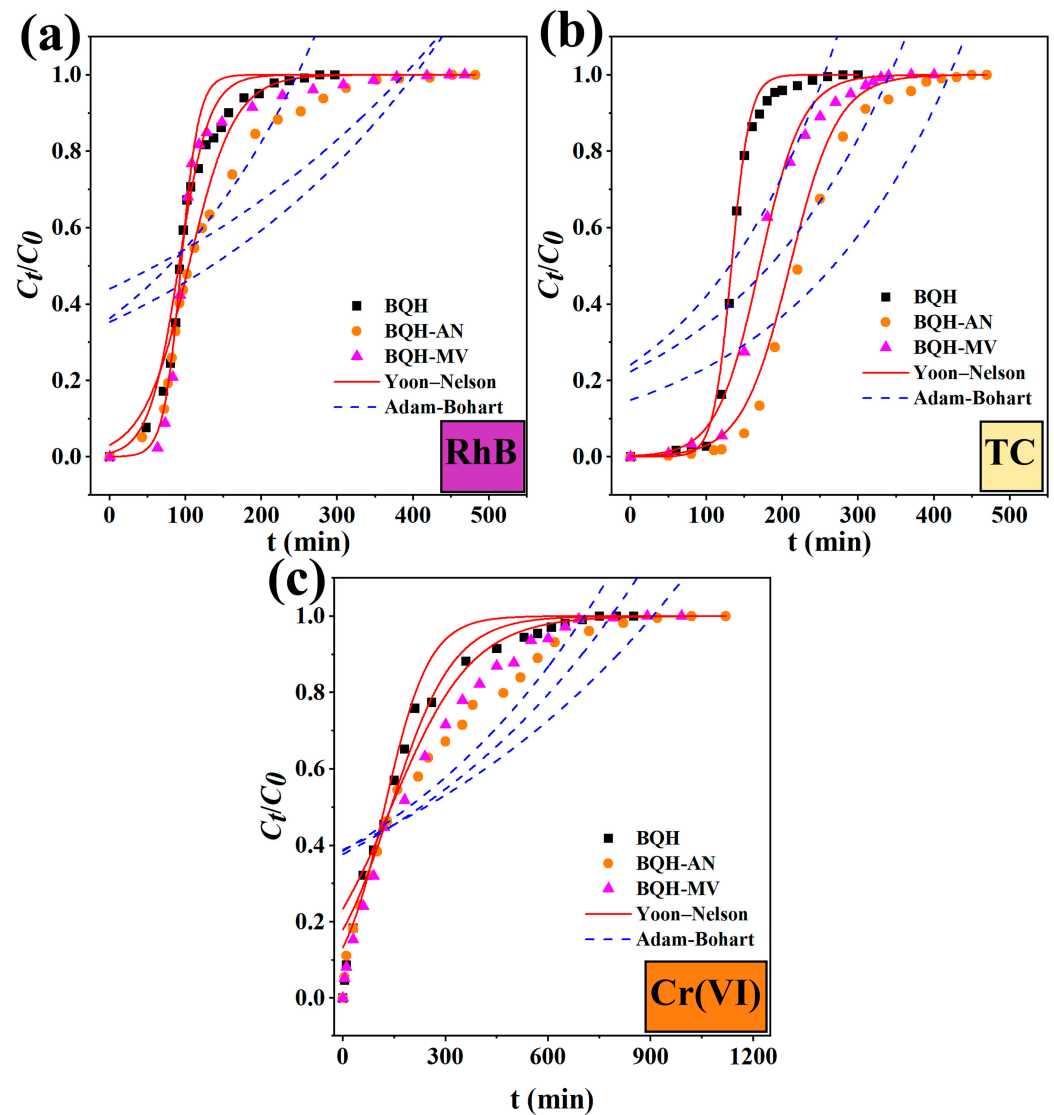 (a)
1.0
0.8
0.6
0.4
0.2
0.0
Ct/C0
BQH
BQH-AN
BQH-MV
Yoon–Nelson
Adam-Bohart
RhB
0 100 200 300 400 500
t (min)
(b)
1.0
0.8
0.6
0.4
0.2
0.0
Ct/C0
BQH
BQH-AN
BQH-MV
Yoon–Nelson
Adam-Bohart
TC
0 100 200 300 400 500
t (min)
(c)
1.0
0.8
0.6
0.4
0.2
0.0
Ct/C0
BQH
BQH-AN
BQH-MV
Yoon–Nelson
Adam-Bohart
Cr(VI)
0 300 600 900 1200
t (min)